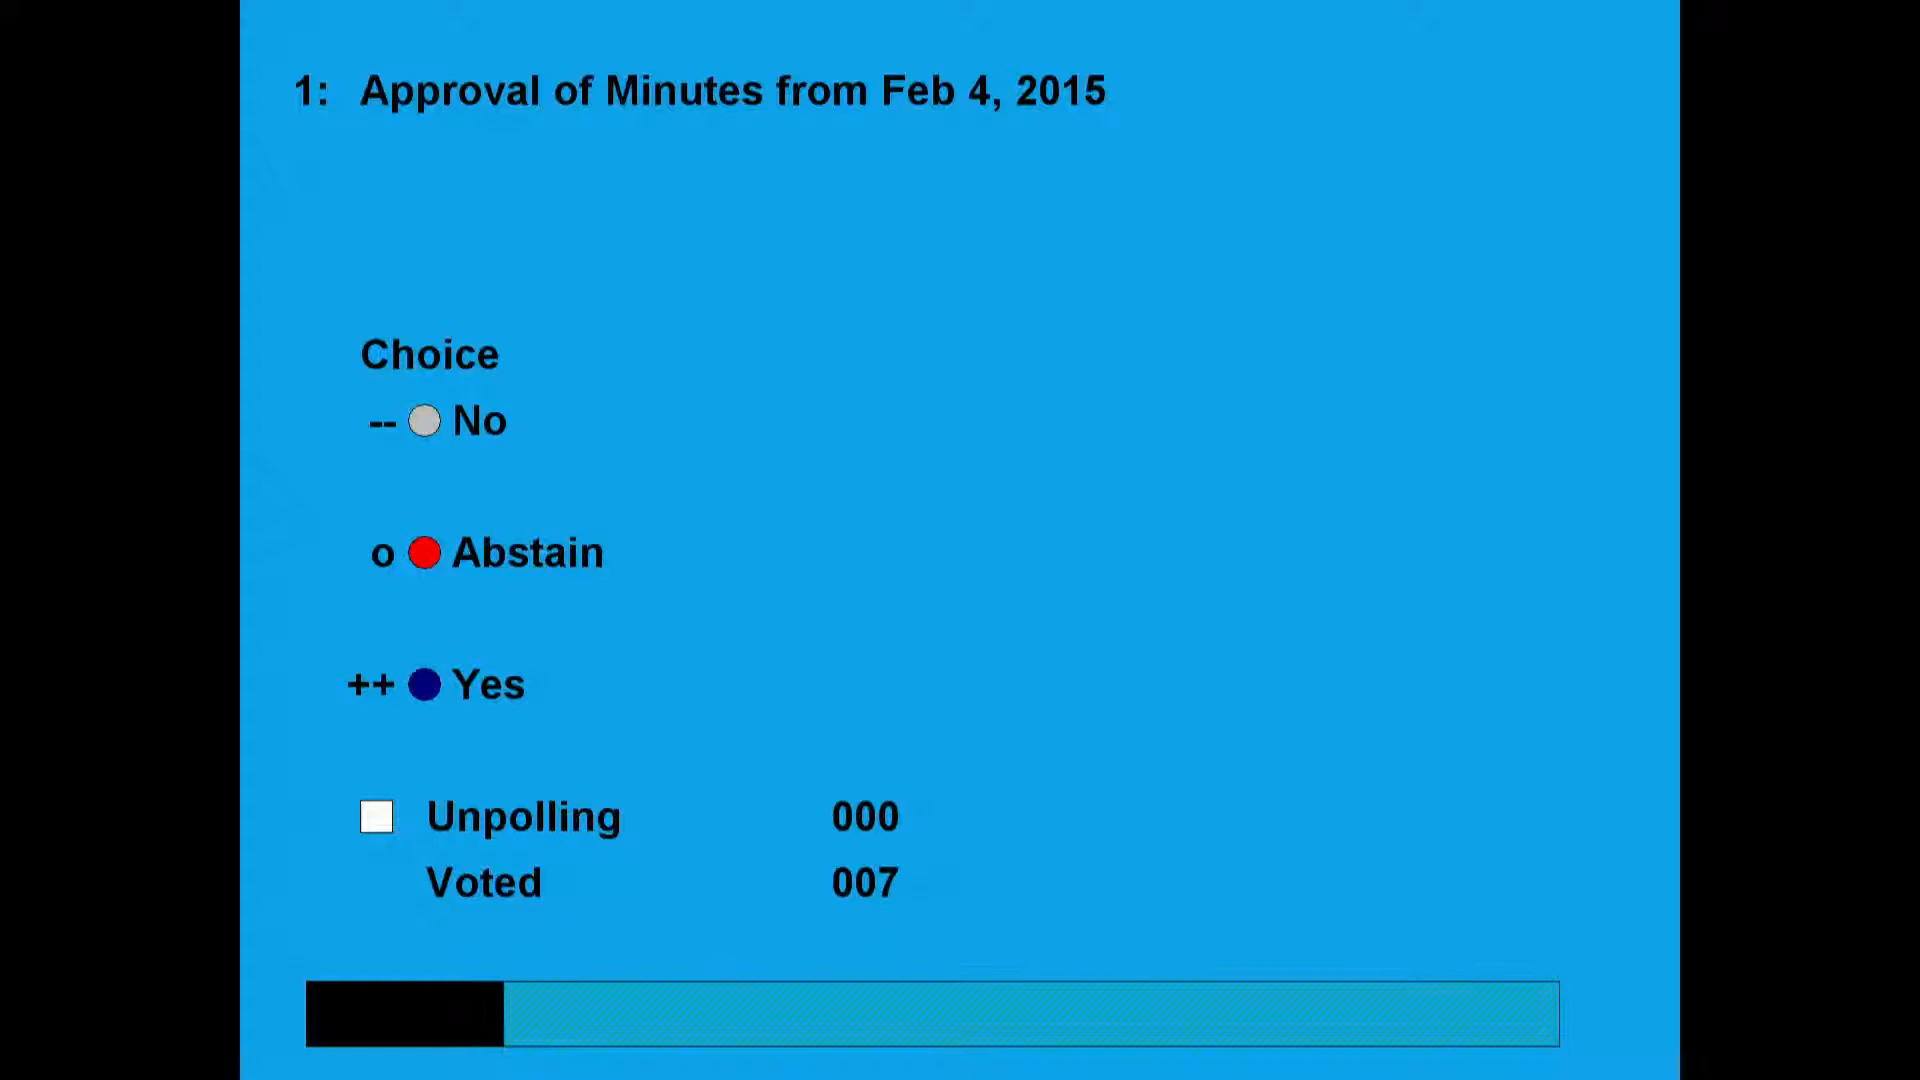 1: Approval of Minutes from Feb 4, 2015
Choice
-- No
o Abstain
++ Yes
Unpolling 000
Voted 007